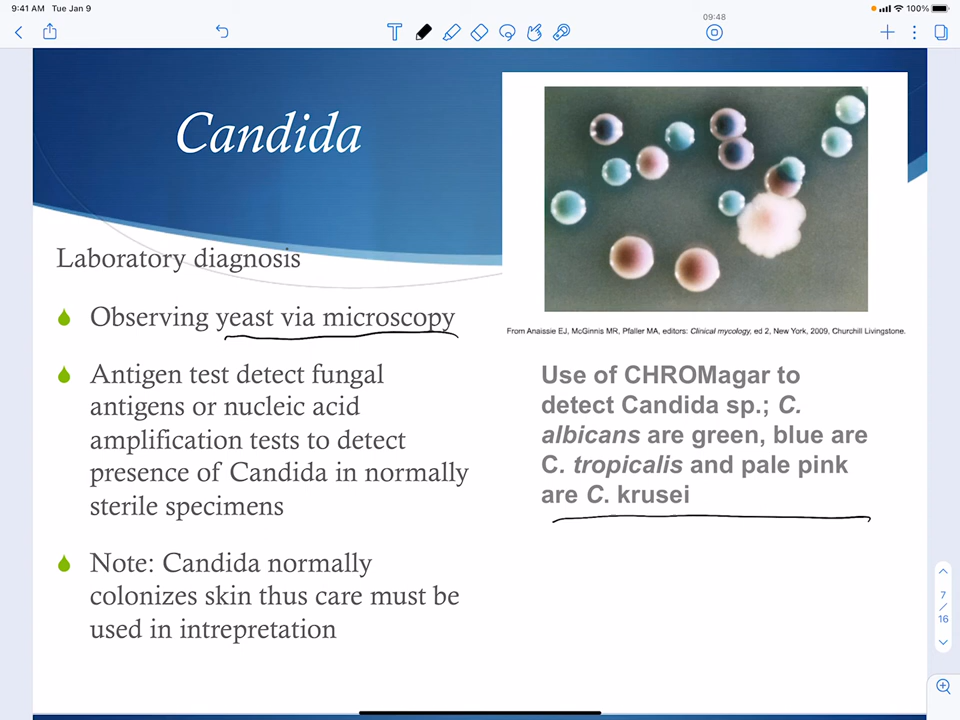 9:41 AM Tue Jan 9
100%
09:48
Candida
From Anaissie EJ, McGinnis MR, Pfaller MA, editors: Clinical mycology, ed 2, New York, 2009, Churchill Livingstone.
Laboratory diagnosis
Observing yeast via microscopy
Antigen test detect fungal
antigens or nucleic acid
amplification tests to detect
presence of Candida in normally
sterile specimens
Note: Candida normally
colonizes skin thus care must be
used in intrepretation
Use of CHROMagar to
detect Candida sp.; C.
albicans are green, blue are
C. tropicalis and pale pink
are C. krusei
7
/
16